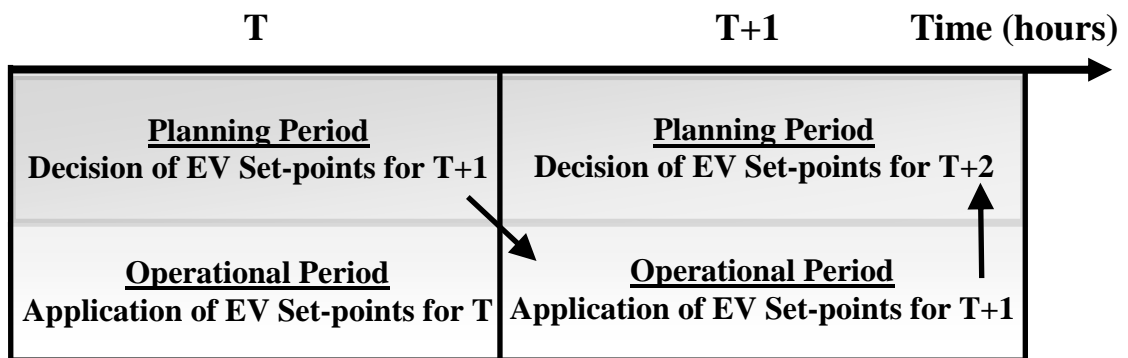 T T+1 Time (hours)
Planning Period
Decision of EV Set-points for T+1
Planning Period
Decision of EV Set-points for T+2
Operational Period
Application of EV Set-points for T
Operational Period
Application of EV Set-points for T+1